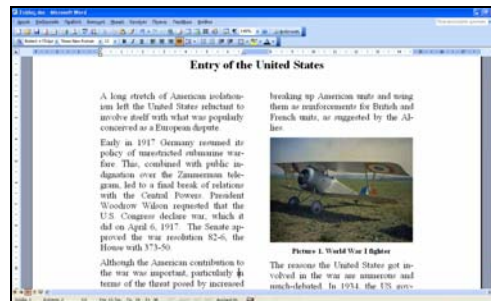 Microsoft Word
Entry of the United States
A long stretch of American isolation-
ism left the United States reluctant to
involve itself with what was popularly
conceived as a European dispute.
Early in 1917 Germany resumed its
policy of unrestricted submarine war-
fare. This, combined with public in-
dignation over the Zimmerman tele-
gram, led to a final break of relations
with the Central Powers. President
Woodrow Wilson requested that the
U.S. Congress declare war, which it
did on April 6, 1917. The Senate ap-
proved the war resolution 82-6, the
House with 373-50.
Although the American contribution to
the war was important, particularly in
terms of the threat posed by increased
breaking up American units and using
them as reinforcements for British and
French units, as suggested by the Al-
lies.
Picture 1. World War I fighter
The reasons the United States got in-
volved in the war are numerous and
much-debated. In 1934, the US gov-